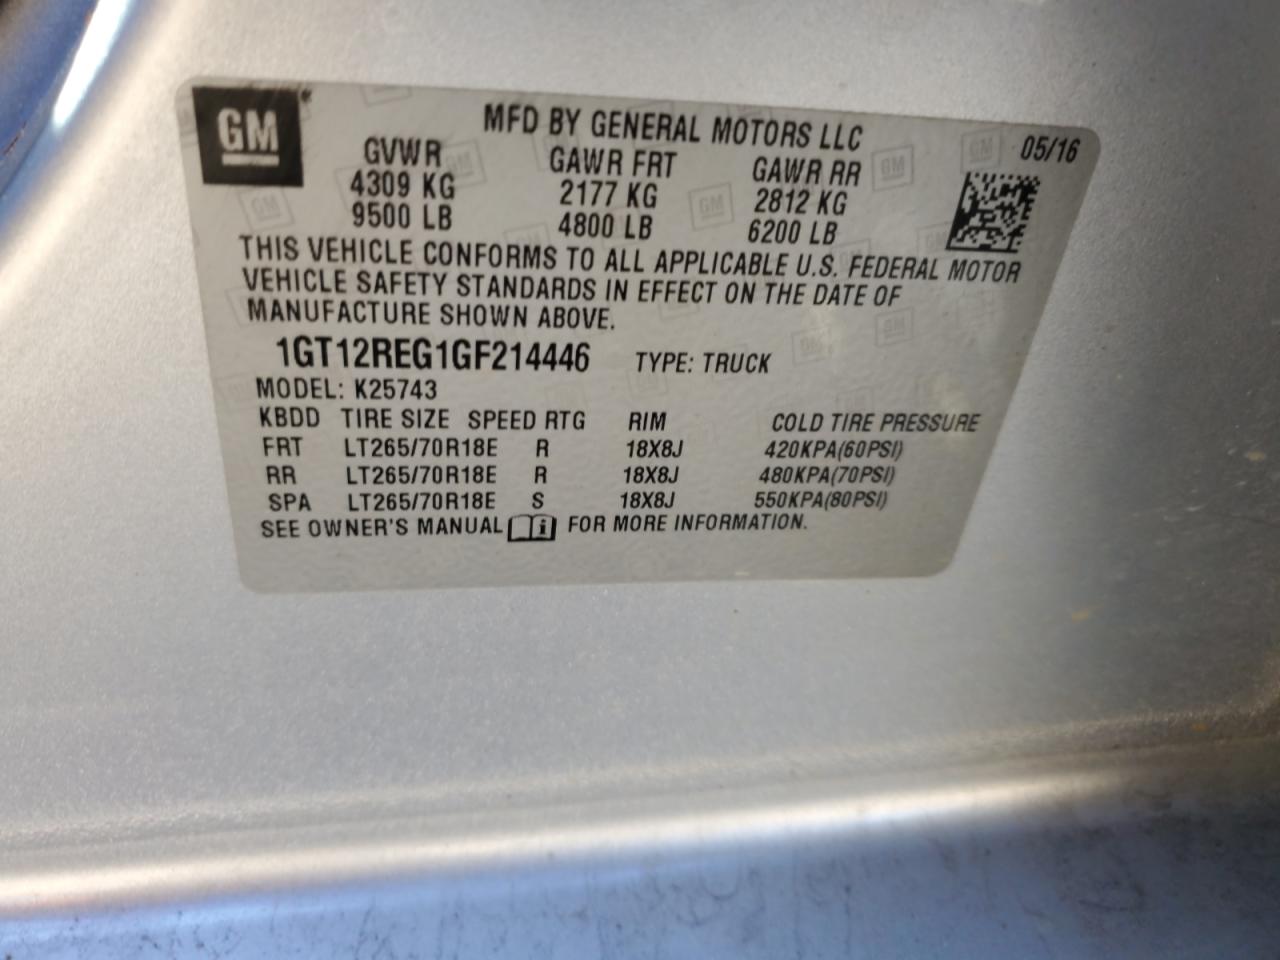 GM
MFD BY GENERAL MOTORS LLC
05/16
GVWR GAWR FRT GAWR RR
4309 KG 2177 KG 2812 KG
9500 LB 4800 LB 6200 LB
THIS VEHICLE CONFORMS TO ALL APPLICABLE U.S. FEDERAL MOTOR
VEHICLE SAFETY STANDARDS IN EFFECT ON THE DATE OF
MANUFACTURE SHOWN ABOVE.
1GT12REG1GF214446 TYPE: TRUCK
MODEL: K25743
KBDD TIRE SIZE SPEED RTG RIM COLD TIRE PRESSURE
FRT LT265/70R18E R 18X8J 420KPA(60PSI)
RR LT265/70R18E R 18X8J 480KPA(70PSI)
SPA LT265/70R18E S 18X8J 550KPA(80PSI)
SEE OWNER'S MANUAL i FOR MORE INFORMATION.